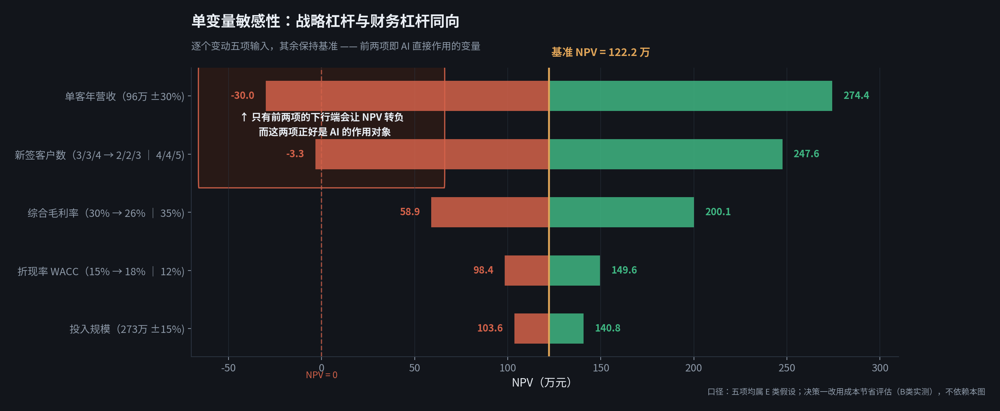 单变量敏感性：战略杠杆与财务杠杆同向
逐个变动五项输入，其余保持基准 —— 前两项即 AI 直接作用的变量
基准 NPV = 122.2 万
单客年营收（96万 ±30%)
-30.0
274.4
↑ 只有前两项的下行端会让 NPV 转负
而这两项正好是 AI 的作用对象
新签客户数（3/3/4 → 2/2/3 ｜ 4/4/5)
-3.3
247.6
综合毛利率（30% → 26% ｜ 35%)
58.9
200.1
折现率 WACC（15% → 18% ｜ 12%)
98.4
149.6
投入规模（273万 ±15%)
103.6
140.8
-50
0
50
100
150
200
250
300
NPV = 0
NPV（万元）
口径：五项均属 E 类假设；决策一改用成本节省评估（B类实测），不依赖本图